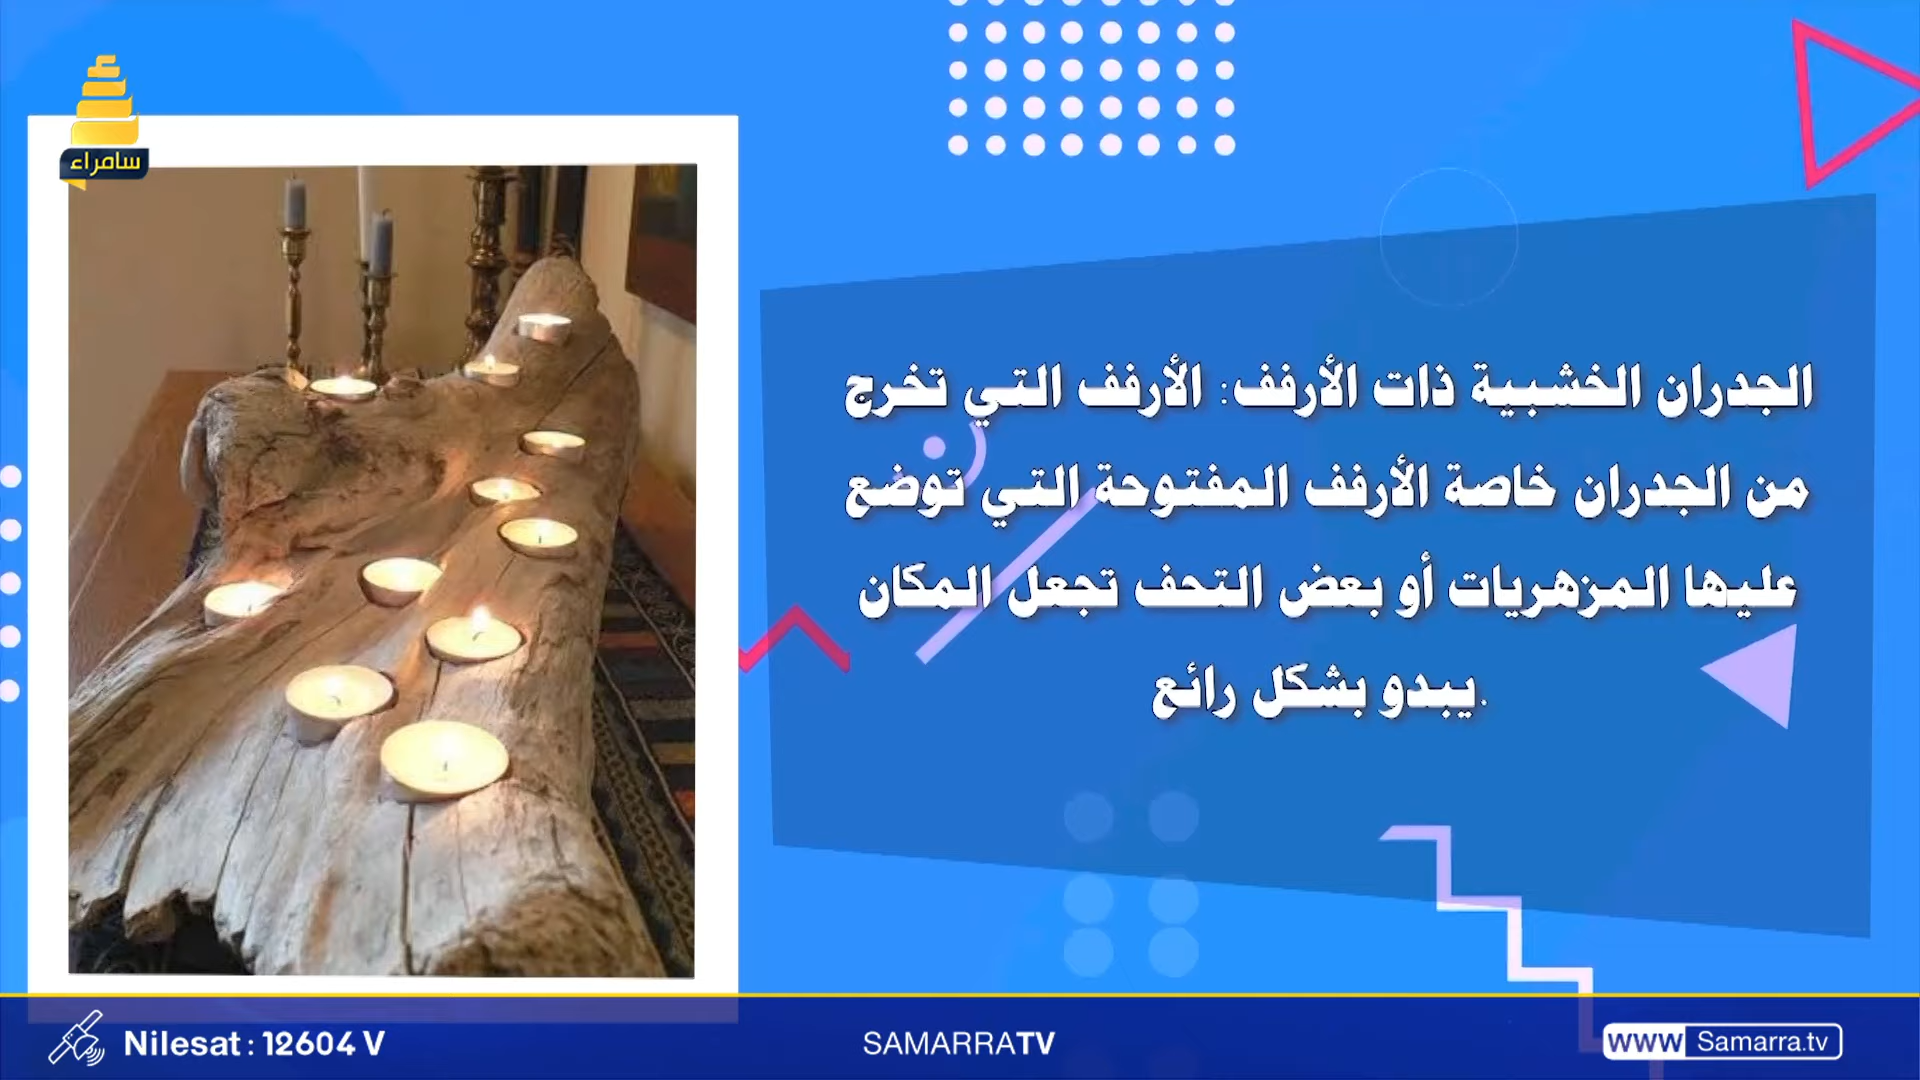 سامراء
الجدران الخشبية ذات الأرفف: الأرفف التي تخرج
من الجدران خاصة الأرفف المفتوحة التي توضع
عليها المزهريات أو بعض التحف تجعل المكان
يبدو بشكل رائع.
Nilesat : 12604 V
SAMARRATV
www Samarra.tv